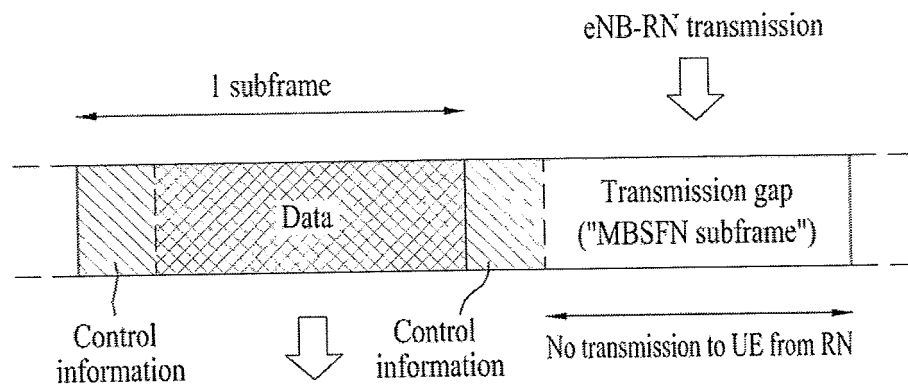 eNB-RN transmission
1 subframe
Data
Transmission gap
("MBSFN subframe")
Control
information
Control
information
No transmission to UE from RN